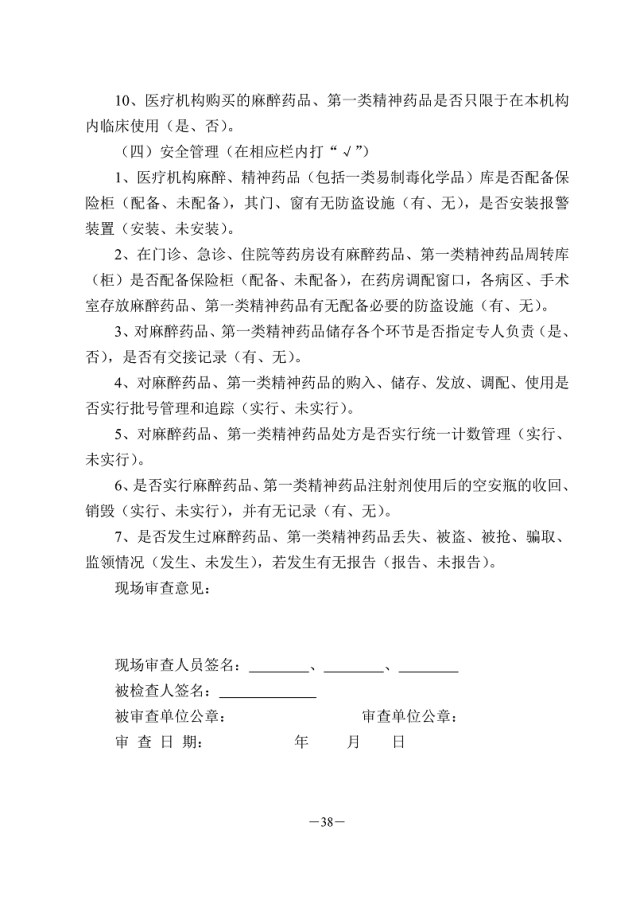 10、医疗机构购买的麻醉药品、第一类精神药品是否只限于在本机构
内临床使用（是、否）。
（四）安全管理（在相应栏内打“√”）
1、医疗机构麻醉、精神药品（包括一类易制毒化学品）库是否配备保
险柜（配备、未配备），其门、窗有无防盗设施（有、无），是否安装报警
装置（安装、未安装）。
2、在门诊、急诊、住院等药房设有麻醉药品、第一类精神药品周转库
（柜）是否配备保险柜（配备、未配备），在药房调配窗口，各病区、手术
室存放麻醉药品、第一类精神药品有无配备必要的防盗设施（有、无）。
3、对麻醉药品、第一类精神药品储存各个环节是否指定专人负责（是、
否），是否有交接记录（有、无）。
4、对麻醉药品、第一类精神药品的购入、储存、发放、调配、使用是
否实行批号管理和追踪（实行、未实行）。
5、对麻醉药品、第一类精神药品处方是否实行统一计数管理（实行、
未实行）。
6、是否实行麻醉药品、第一类精神药品注射剂使用后的空安瓶的收回、
销毁（实行、未实行），并有无记录（有、无）。
7、是否发生过麻醉药品、第一类精神药品丢失、被盗、被抢、骗取、
监领情况（发生、未发生），若发生有无报告（报告、未报告）。
现场审查意见：
现场审查人员签名：________、________、________
被检查人签名：_____________
被审查单位公章： 审查单位公章：
审 查 日 期： 年 月 日
－38－